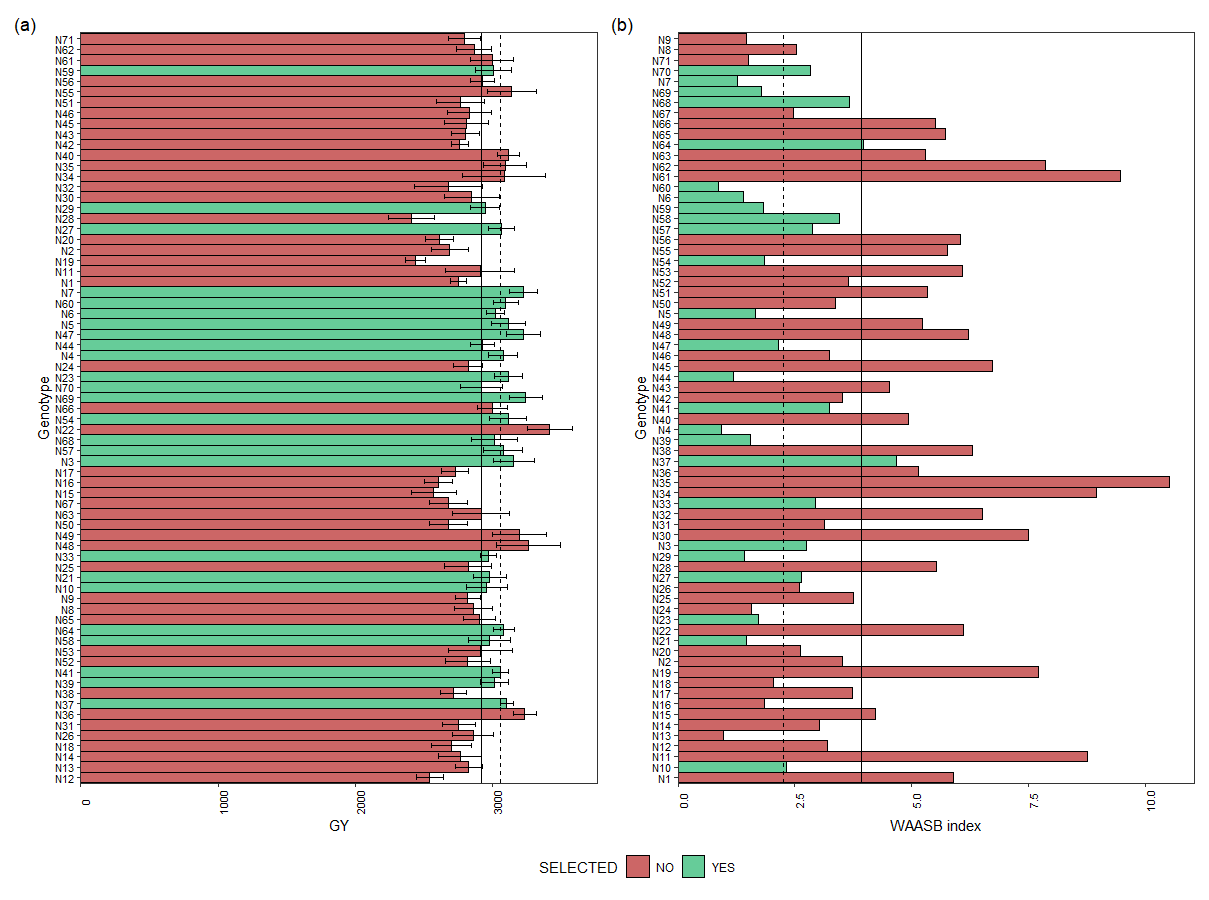 (a)
N71
N62
N61
N59
N56
N55
N51
N46
N45
N43
N42
N40
N35
N34
N32
N30
N29
N28
N27
N20
N2
N19
N11
N1
N7
N60
N6
N5
N47
N44
N4
N24
N23
N70
N69
N66
N54
N22
N68
N57
N3
N17
N16
N15
N67
N63
N50
N49
N48
N33
N25
N21
N10
N9
N8
N65
N64
N58
N53
N52
N41
N39
N38
N37
N36
N31
N26
N18
N14
N13
N12
Genotype
0
1000
2000
3000
GY
(b)
N9
N8
N71
N70
N7
N69
N68
N67
N66
N65
N64
N63
N62
N61
N60
N6
N59
N58
N57
N56
N55
N54
N53
N52
N51
N50
N5
N49
N48
N47
N46
N45
N44
N43
N42
N41
N40
N4
N39
N38
N37
N36
N35
N34
N33
N32
N31
N30
N3
N29
N28
N27
N26
N25
N24
N23
N22
N21
N20
N2
N19
N18
N17
N16
N15
N14
N13
N12
N11
N10
N1
Genotype
0.0
2.5
5.0
7.5
10.0
WAASB index
SELECTED NO YES